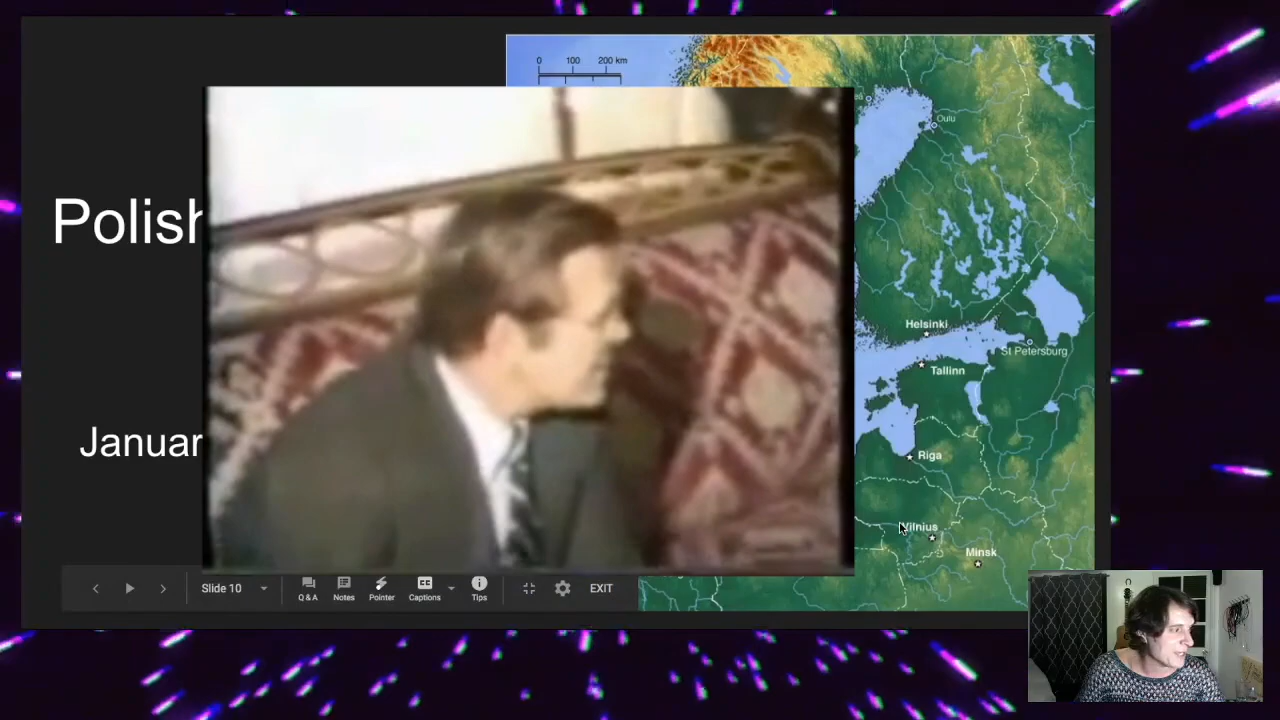 0 100 200 km
Oulu
Polish
Helsinki
St Petersburg
Tallinn
Januar
Riga
Vilnius
Minsk
Slide 10
Q & A Notes Pointer CC Captions Tips EXIT